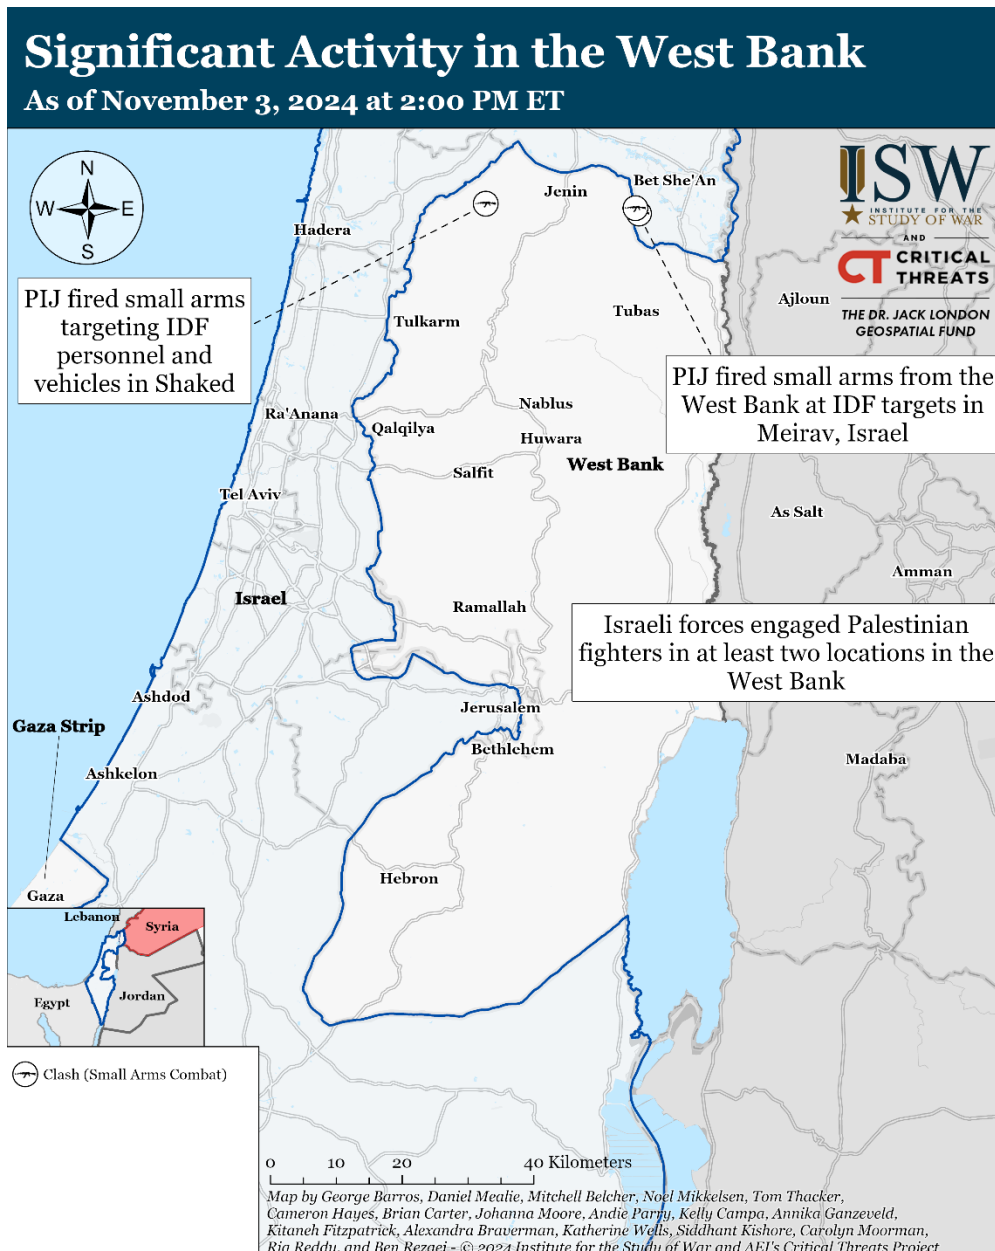 Significant Activity in the West Bank
As of November 3, 2024 at 2:00 PM ET
N
W E
S
ISW
INSTITUTE FOR THE
STUDY OF WAR
AND
CT CRITICAL
THREATS
THE DR. JACK LONDON
GEOSPATIAL FUND
Bet She'An
Jenin
Hadera
PIJ fired small arms
targeting IDF
personnel and
vehicles in Shaked
Ajloun
Tubas
Tulkarm
PIJ fired small arms from the
West Bank at IDF targets in
Meirav, Israel
Nablus
Ra'Anana
Qalqilya
Huwara
West Bank
Salfit
Tel Aviv
As Salt
Amman
Israel
Ramallah
Israeli forces engaged Palestinian
fighters in at least two locations in the
West Bank
Ashdod
Jerusalem
Gaza Strip
Bethlehem
Madaba
Ashkelon
Hebron
Gaza
Lebanon
Syria
Egypt
Jordan
Clash (Small Arms Combat)
0 10 20 40 Kilometers
Map by George Barros, Daniel Mealie, Mitchell Belcher, Noel Mikkelsen, Tom Thacker,
Cameron Hayes, Brian Carter, Johanna Moore, Andie Parry, Kelly Campa, Annika Ganzeveld,
Kitaneh Fitzpatrick, Alexandra Braverman, Katherine Wells, Siddhant Kishore, Carolyn Moorman,
Ria Reddy, and Ben Rezaei - © 2024 Institute for the Study of War and AEI's Critical Threats Project